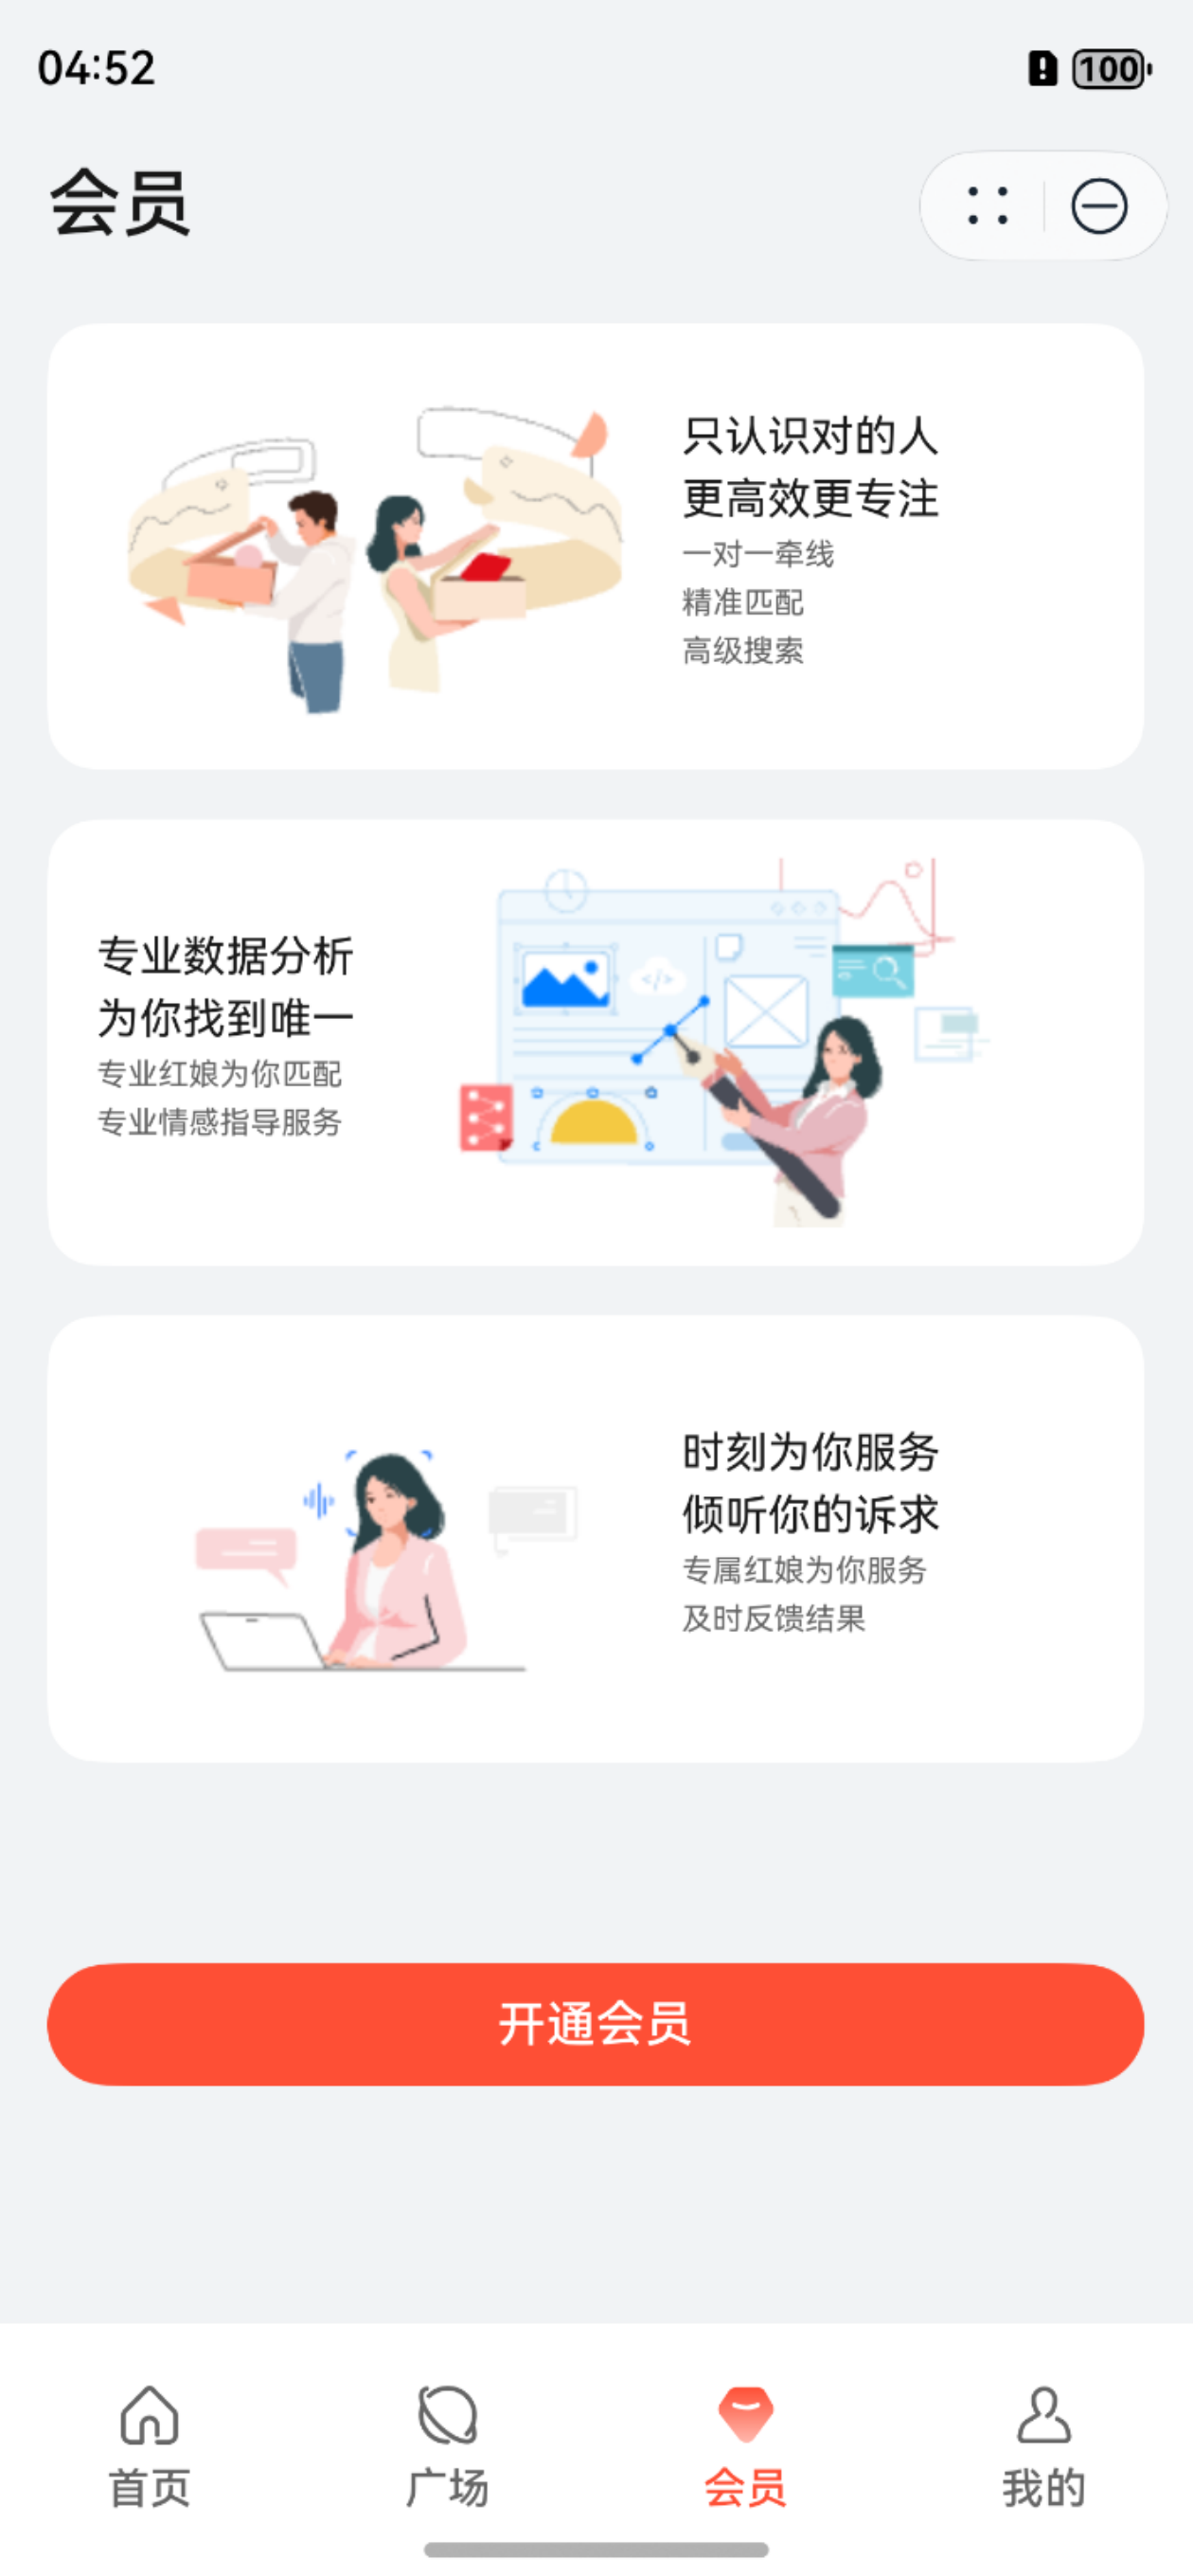 04:52
100
会员
只认识对的人
更高效更专注
一对一牵线
精准匹配
高级搜索
专业数据分析
为你找到唯一
专业红娘为你匹配
专业情感指导服务
</>
时刻为你服务
倾听你的诉求
专属红娘为你服务
及时反馈结果
开通会员
首页
广场
会员
我的